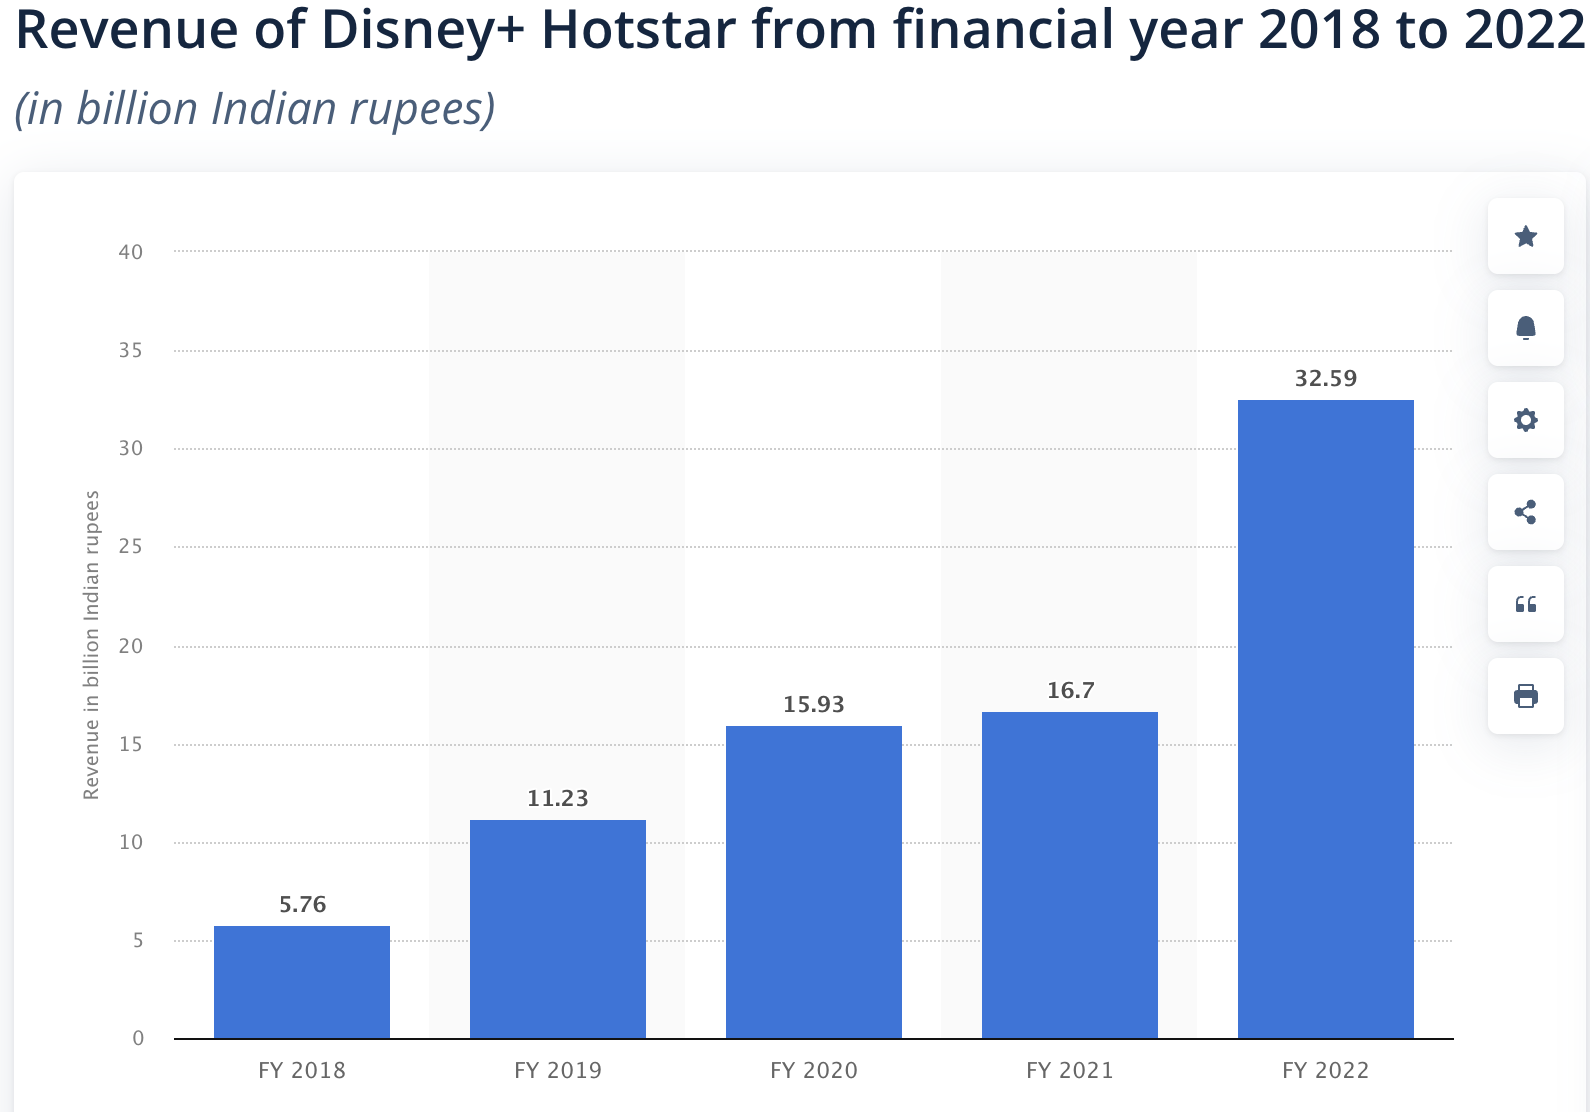 Revenue of Disney+ Hotstar from financial year 2018 to 2022
(in billion Indian rupees)
40
35
30
25
20
15
10
5
0
Revenue in billion Indian rupees
5.76
11.23
15.93
16.7
32.59
FY 2018
FY 2019
FY 2020
FY 2021
FY 2022